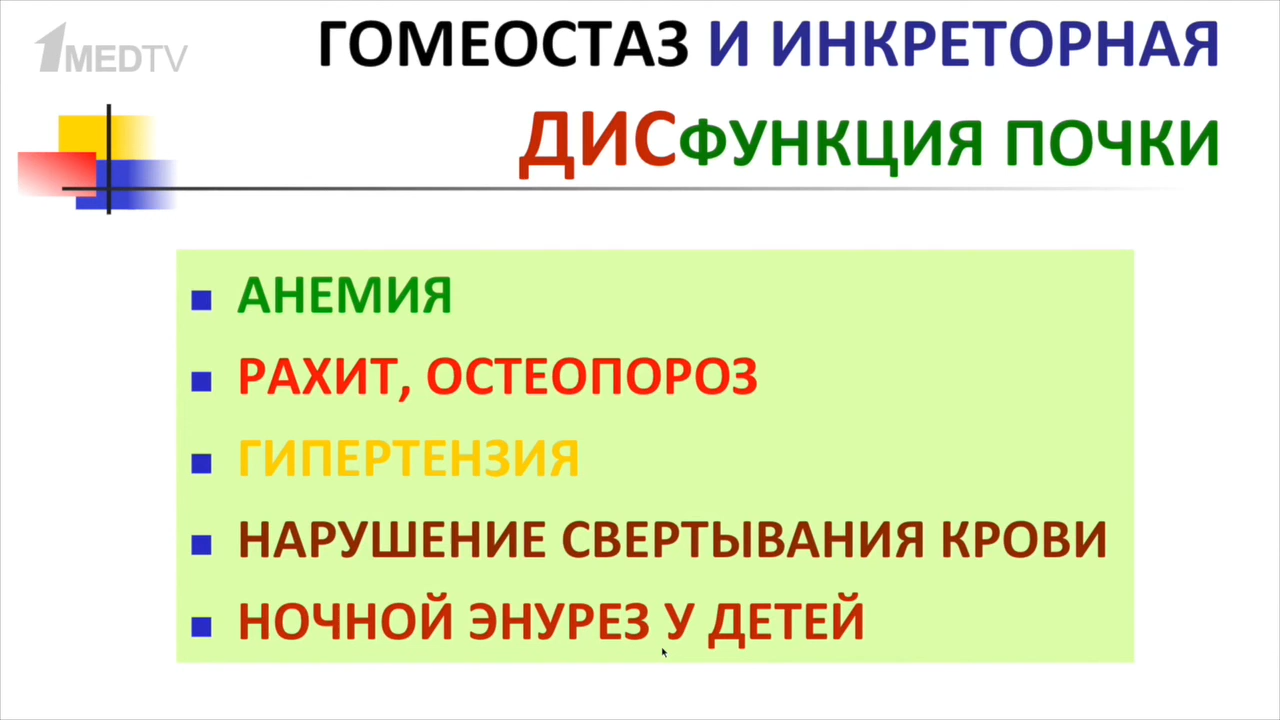 1MEDTV
ГОМЕОСТАЗ И ИНКРЕТОРНАЯ
ДИСФУНКЦИЯ ПОЧКИ
АНЕМИЯ
РАХИТ, ОСТЕОПОРОЗ
ГИПЕРТЕНЗИЯ
НАРУШЕНИЕ СВЕРТЫВАНИЯ КРОВИ
НОЧНОЙ ЭНУРЕЗ У ДЕТЕЙ